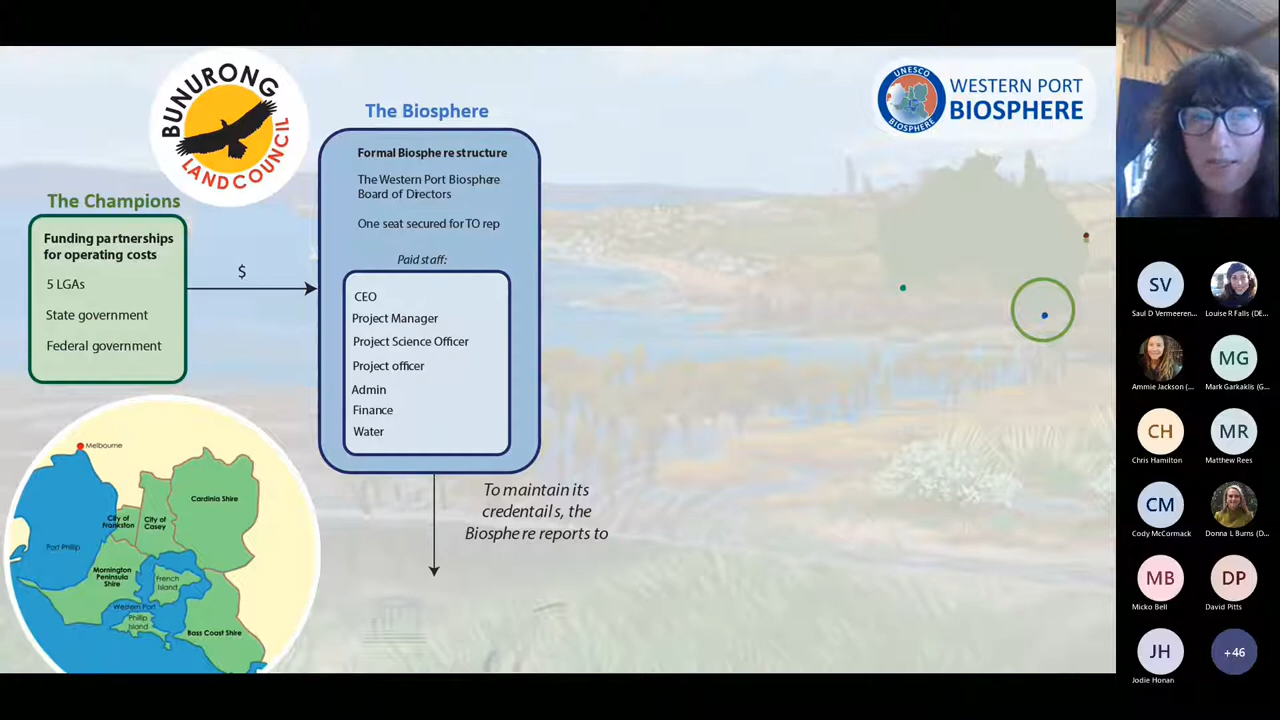 BUNURONG
LAND COUNCIL
UNESCO
BIOSPHERE
WESTERN PORT
BIOSPHERE
The Biosphere
Formal Biosphere structure
The Western Port Biosphere
Board of Directors
One seat secured for TO rep
Paid staff:
CEO
Project Manager
Project Science Officer
Project officer
Admin
Finance
Water
The Champions
Funding partnerships
for operating costs
5 LGAs
State government
Federal government
$
To maintain its
credentails, the
Biosphere reports to
Melbourne
Cardinia Shire
City of
Frankston
City of
Casey
Port Phillip
Mornington
Peninsula
Shire
French
Island
Western Port
Phillip
Island
Bass Coast Shire
SV
Saul D Vermeeren...
Louise R Falls (DE...
Ammie Jackson (...
MG
Mark Garkaklis (G...
CH
Chris Hamilton
MR
Matthew Rees
CM
Cody McCormack
Donna L Burns (D...
MB
Micko Bell
DP
David Pitts
JH
Jodie Honan
+46